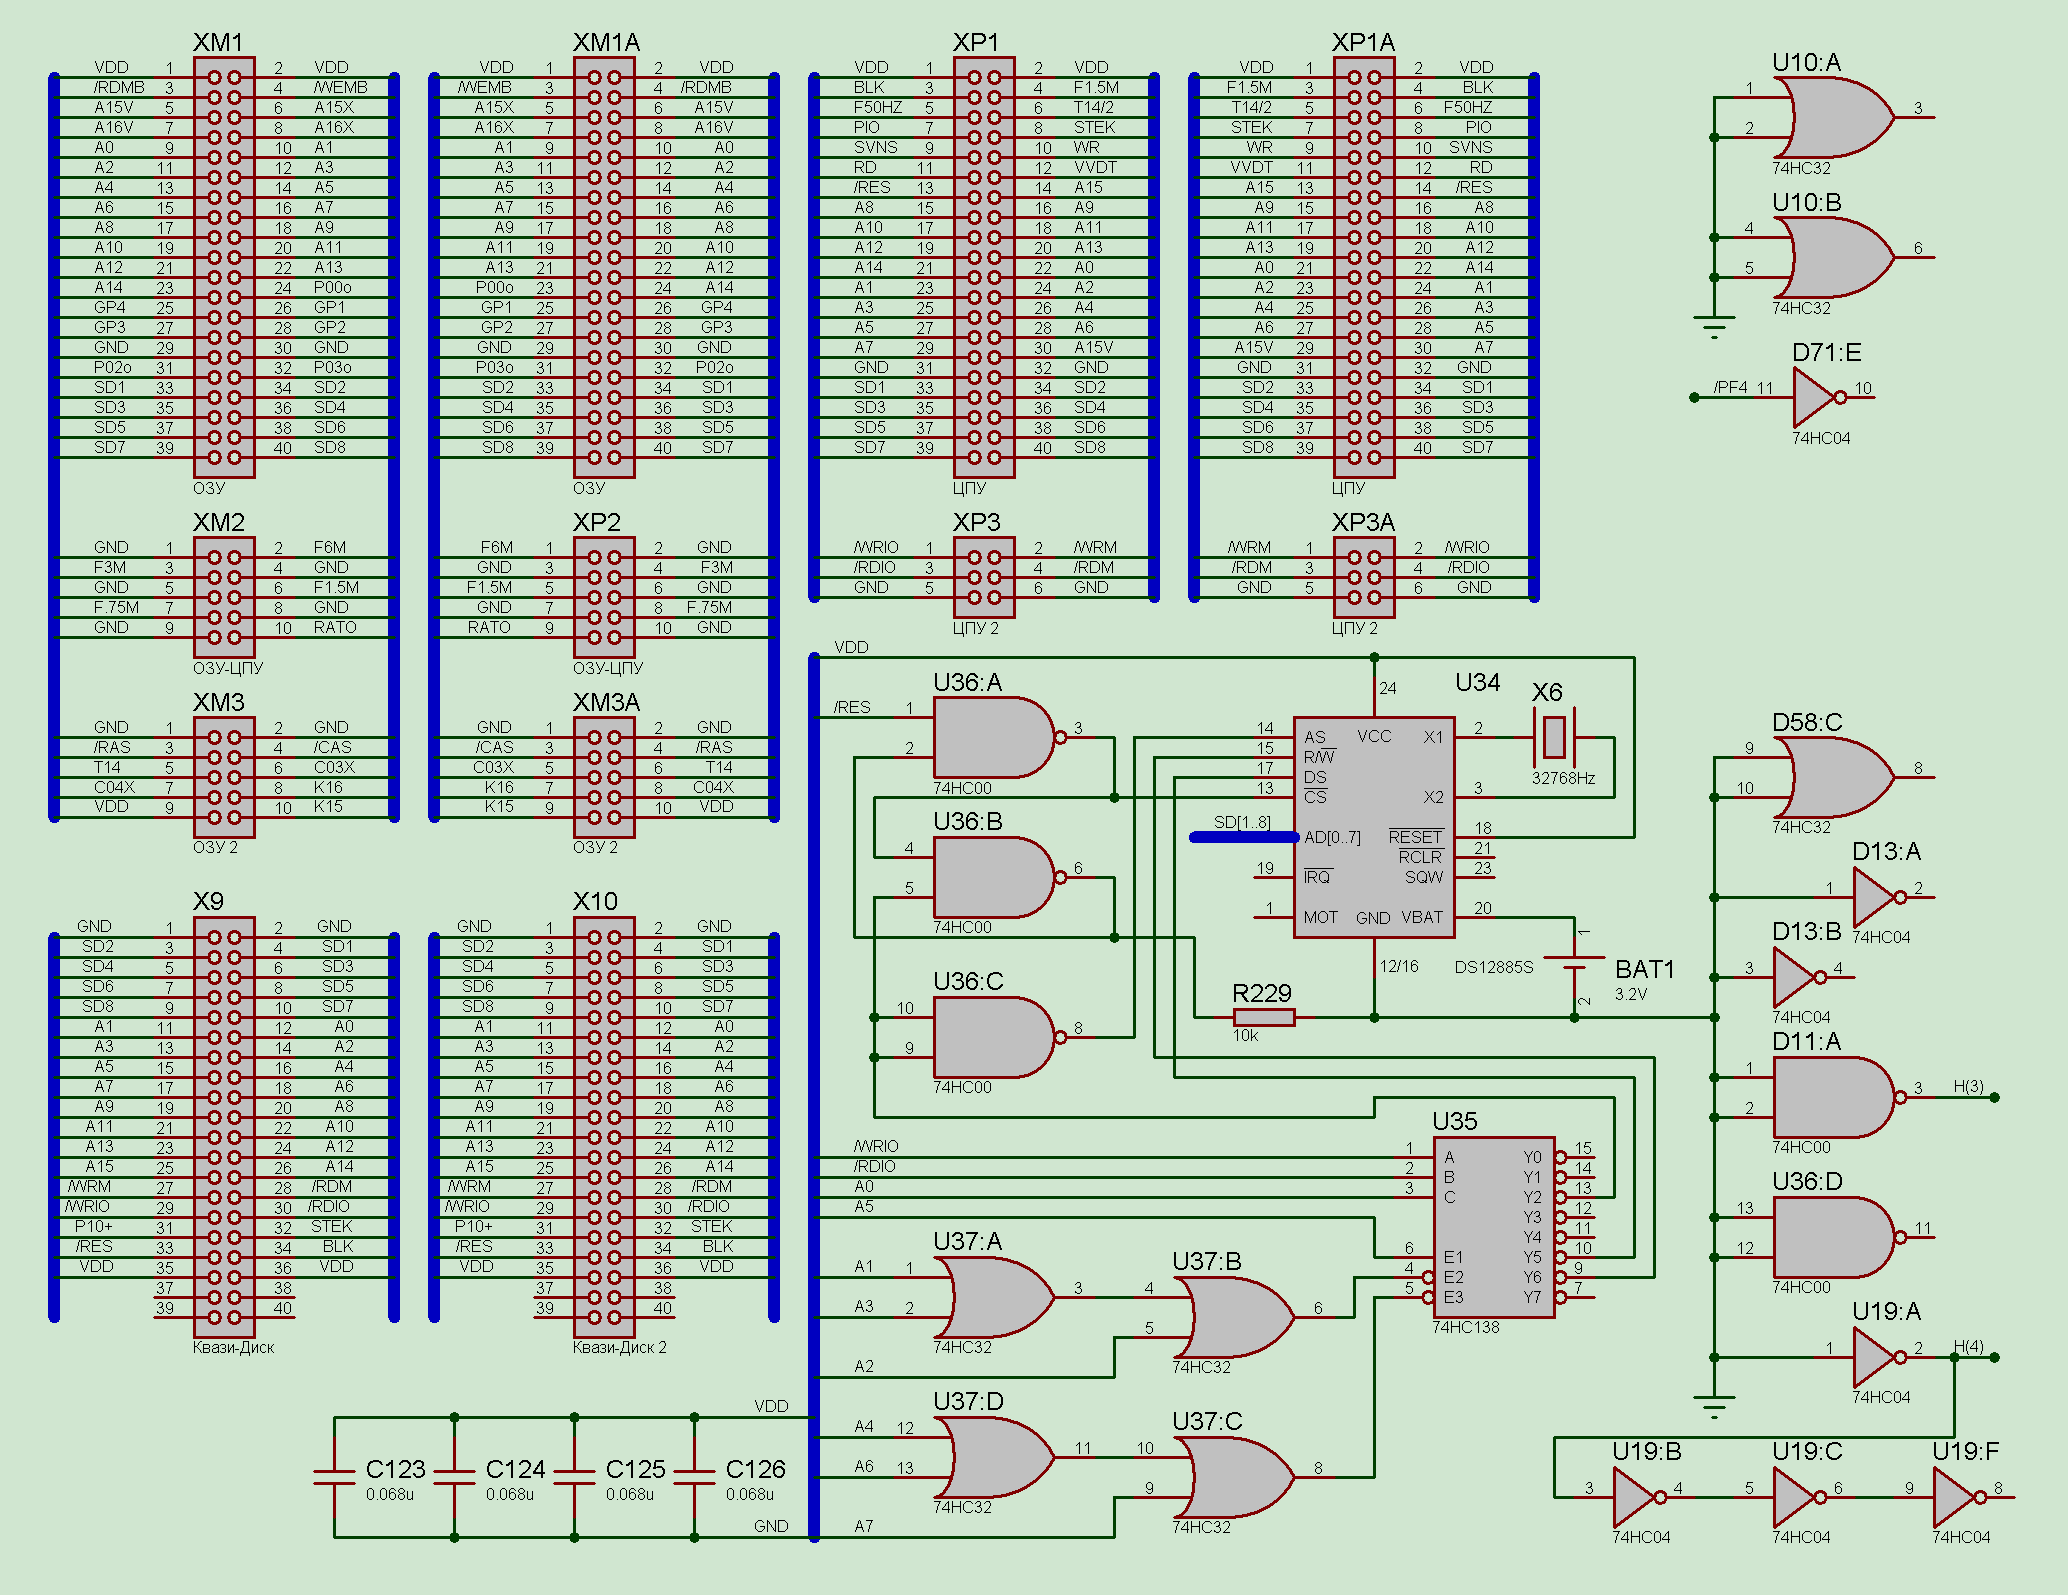 XM1
VDD 1 2 VDD
/RDMB 3 4 /WEMB
A15V 5 6 A15X
A16V 7 8 A16X
A0 9 10 A1
A2 11 12 A3
A4 13 14 A5
A6 15 16 A7
A8 17 18 A9
A10 19 20 A11
A12 21 22 A13
A14 23 24 P00o
GP4 25 26 GP1
GP3 27 28 GP2
GND 29 30 GND
P02o 31 32 P03o
SD1 33 34 SD2
SD3 35 36 SD4
SD5 37 38 SD6
SD7 39 40 SD8
ОЗУ
XM1A
VDD 1 2 VDD
/WEMB 3 4 /RDMB
A15X 5 6 A15V
A16X 7 8 A16V
A1 9 10 A0
A3 11 12 A2
A5 13 14 A4
A7 15 16 A6
A9 17 18 A8
A11 19 20 A10
A13 21 22 A12
P00o 23 24 A14
GP1 25 26 GP4
GP2 27 28 GP3
GND 29 30 GND
P03o 31 32 P02o
SD2 33 34 SD1
SD4 35 36 SD3
SD6 37 38 SD5
SD8 39 40 SD7
ОЗУ
XP1
VDD 1 2 VDD
BLK 3 4 F1.5M
F50HZ 5 6 T14/2
PIO 7 8 STEK
SVNS 9 10 WR
RD 11 12 VVDT
/RES 13 14 A15
A8 15 16 A9
A10 17 18 A11
A12 19 20 A13
A14 21 22 A0
A1 23 24 A2
A3 25 26 A4
A5 27 28 A6
A7 29 30 A15V
GND 31 32 GND
SD1 33 34 SD2
SD3 35 36 SD4
SD5 37 38 SD6
SD7 39 40 SD8
ЦПУ
XP1A
VDD 1 2 VDD
F1.5M 3 4 BLK
T14/2 5 6 F50HZ
STEK 7 8 PIO
WR 9 10 SVNS
VVDT 11 12 RD
A15 13 14 /RES
A9 15 16 A8
A11 17 18 A10
A13 19 20 A12
A0 21 22 A14
A2 23 24 A1
A4 25 26 A3
A6 27 28 A5
A15V 29 30 A7
GND 31 32 GND
SD2 33 34 SD1
SD4 35 36 SD3
SD6 37 38 SD5
SD8 39 40 SD7
ЦПУ
U10:A
1
2
3
74HC32
U10:B
4
5
6
74HC32
D71:E
/PF4 11 10
74HC04
XM2
GND 1 2 F6M
F3M 3 4 GND
GND 5 6 F1.5M
F.75M 7 8 GND
GND 9 10 RATO
ОЗУ-ЦПУ
XP2
F6M 1 2 GND
GND 3 4 F3M
F1.5M 5 6 GND
GND 7 8 F.75M
RATO 9 10 GND
ОЗУ-ЦПУ
XP3
/WRIO 1 2 /WRM
/RDIO 3 4 /RDM
GND 5 6 GND
ЦПУ 2
XP3A
/WRM 1 2 /WRIO
/RDM 3 4 /RDIO
GND 5 6 GND
ЦПУ 2
XM3
GND 1 2 GND
/RAS 3 4 /CAS
T14 5 6 C03X
C04X 7 8 K16
VDD 9 10 K15
ОЗУ 2
XM3A
GND 1 2 GND
/CAS 3 4 /RAS
C03X 5 6 T14
K16 7 8 C04X
K15 9 10 VDD
ОЗУ 2
X9
GND 1 2 GND
SD2 3 4 SD1
SD4 5 6 SD3
SD6 7 8 SD5
SD8 9 10 SD7
A1 11 12 A0
A3 13 14 A2
A5 15 16 A4
A7 17 18 A6
A9 19 20 A8
A11 21 22 A10
A13 23 24 A12
A15 25 26 A14
/WRM 27 28 /RDM
/WRIO 29 30 /RDIO
P10+ 31 32 STEK
/RES 33 34 BLK
VDD 35 36 VDD
37 38
39 40
Квази-Диск
X10
GND 1 2 GND
SD2 3 4 SD1
SD4 5 6 SD3
SD6 7 8 SD5
SD8 9 10 SD7
A1 11 12 A0
A3 13 14 A2
A5 15 16 A4
A7 17 18 A6
A9 19 20 A8
A11 21 22 A10
A13 23 24 A12
A15 25 26 A14
/WRM 27 28 /RDM
/WRIO 29 30 /RDIO
P10+ 31 32 STEK
/RES 33 34 BLK
VDD 35 36 VDD
37 38
39 40
Квази-Диск 2
VDD
U36:A
/RES 1
2
3
74HC00
U36:B
4
5
6
74HC00
U36:C
10
9
8
74HC00
U34
24
14 AS VCC X1 2
15 R/W
17 DS
13 CS X2 3
SD[1..8] AD[0..7] RESET 18
RCLR 21
19 IRQ SQW 23
1 MOT GND VBAT 20
12/16
DS12885S
X6
32768Hz
1
BAT1
3.2V
2
R229
10k
U35
/WRIO 1 A Y0 15
/RDIO 2 B Y1 14
A0 3 C Y2 13
A5
Y3 12
Y4 11
6 E1 Y5 10
4 E2 Y6 9
5 E3 Y7 7
74HC138
U37:A
A1 1
A3 2
3
74HC32
U37:B
4
5
6
74HC32
A2
U37:D
A4 12
A6 13
11
74HC32
U37:C
10
9
8
74HC32
A7
VDD
C123
0.068u
C124
0.068u
C125
0.068u
C126
0.068u
GND
D58:C
9
10
8
74HC32
D13:A
1 2
74HC04
D13:B
3 4
74HC04
D11:A
1
2
3 H(3)
74HC00
U36:D
13
12
11
74HC00
U19:A
1 2 H(4)
74HC04
U19:B
3 4
74HC04
U19:C
5 6
74HC04
U19:F
9 8
74HC04